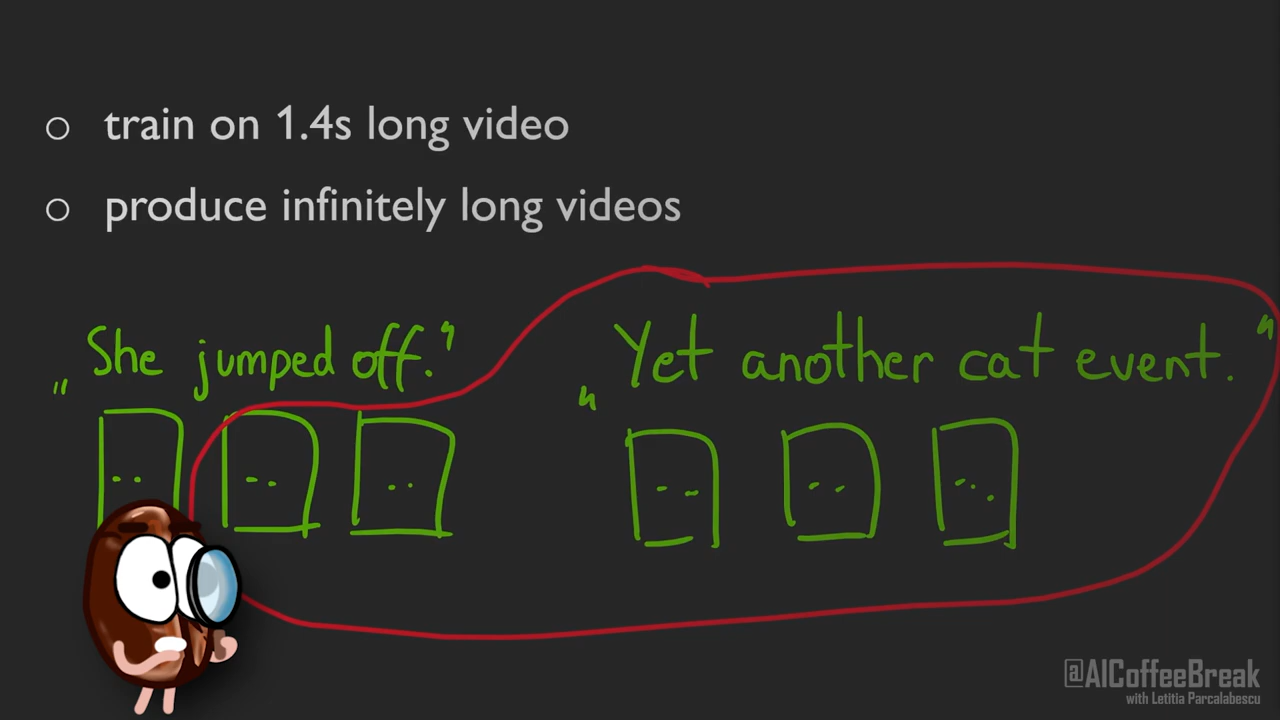 train on 1.4s long video
produce infinitely long videos
„She jumped off."
„Yet another cat event."
@AICoffeeBreak
with Letitia Parcalabescu